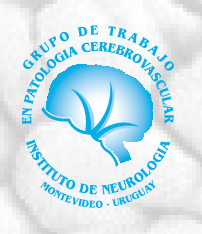 GRUPO DE TRABAJO
EN PATOLOGIA CEREBROVASCULAR
INSTITUTO DE NEUROLOGIA
MONTEVIDEO - URUGUAY